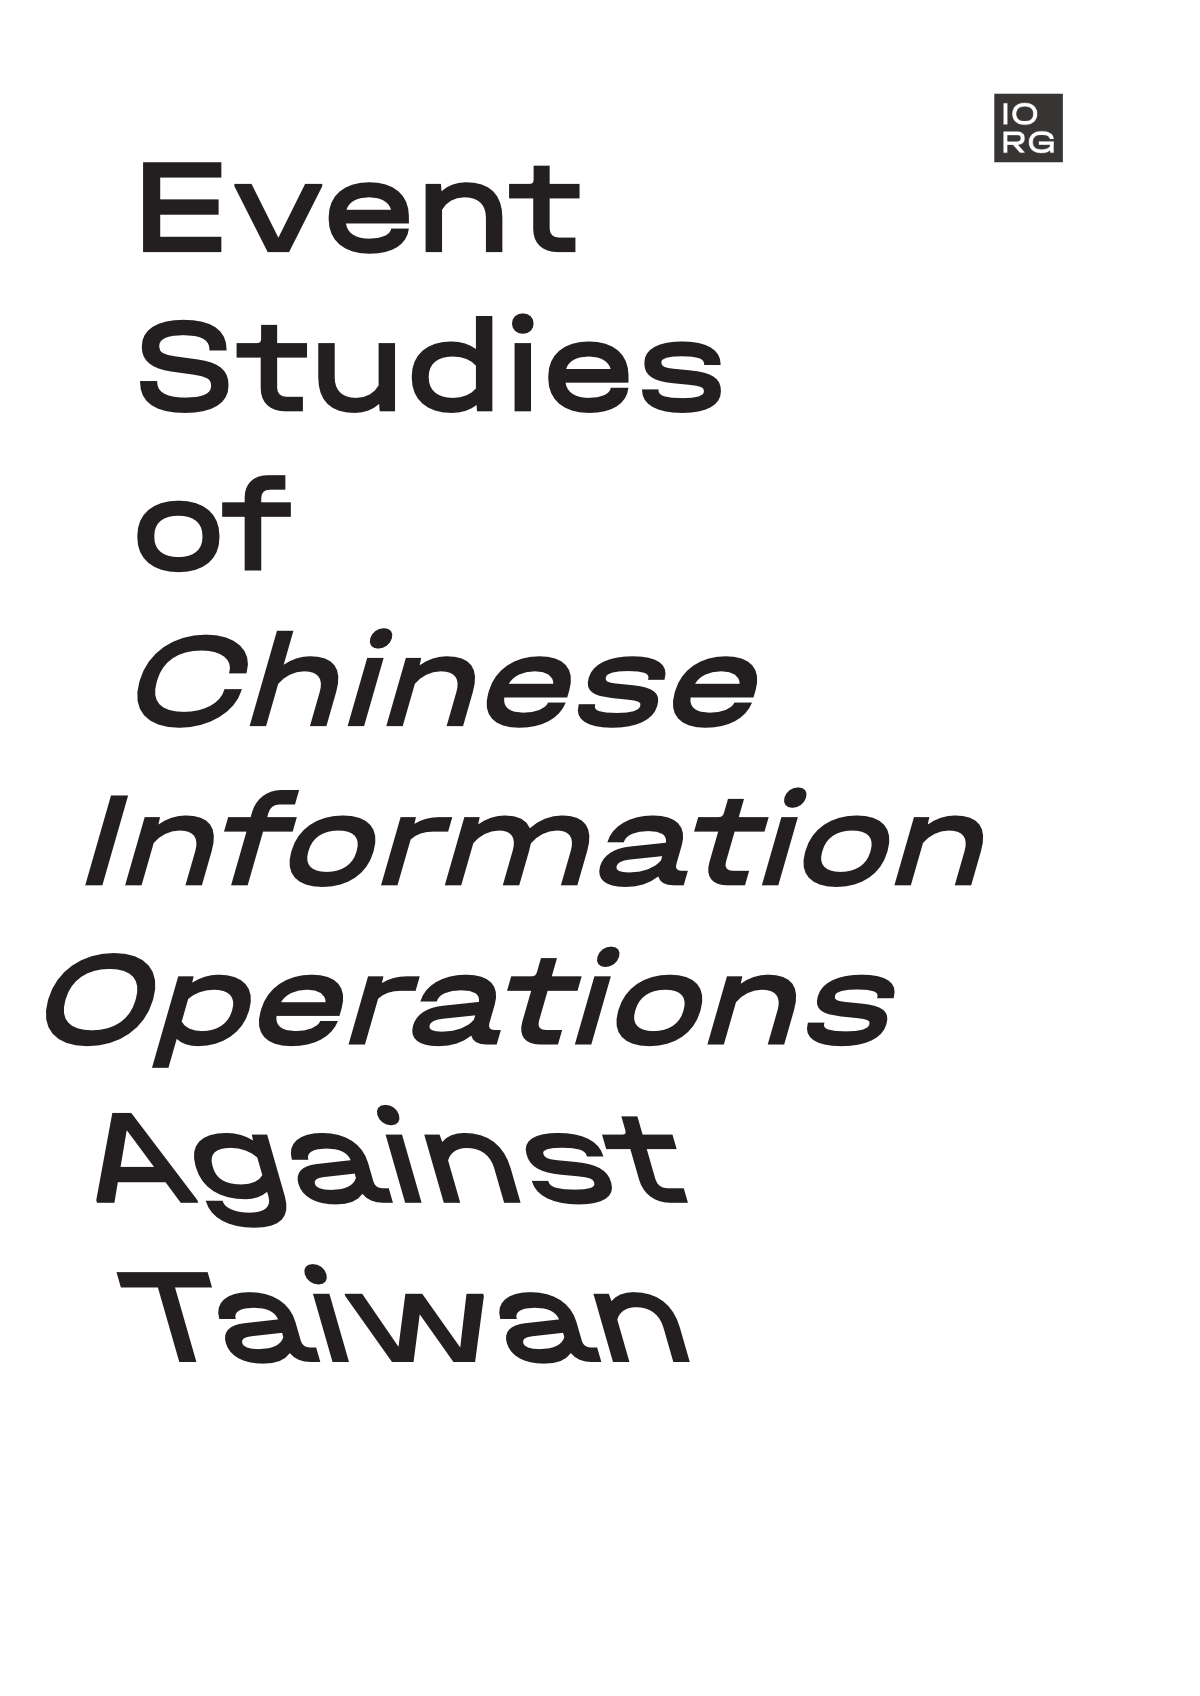 IO
RG
Event
Studies
of
Chinese
Information
Operations
Against
Taiwan